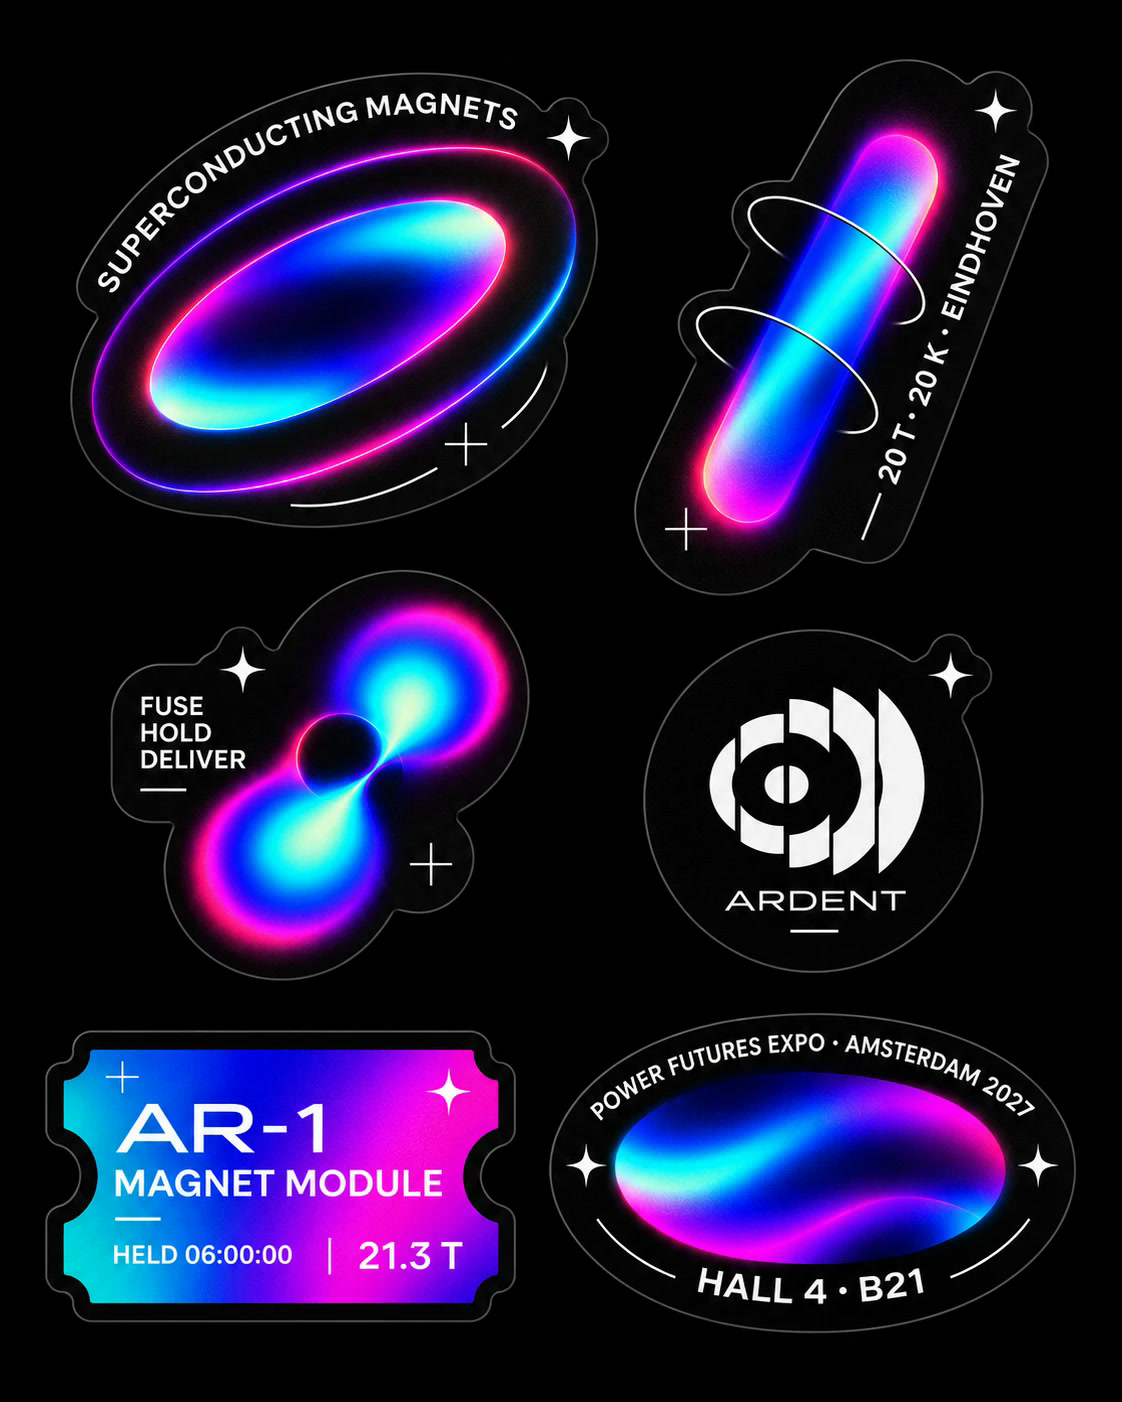 SUPERCONDUCTING MAGNETS
20 T • 20 K • EINDHOVEN
FUSE
HOLD
DELIVER
ARDENT
AR-1
MAGNET MODULE
HELD 06:00:00 | 21.3 T
POWER FUTURES EXPO • AMSTERDAM 2027
HALL 4 • B21